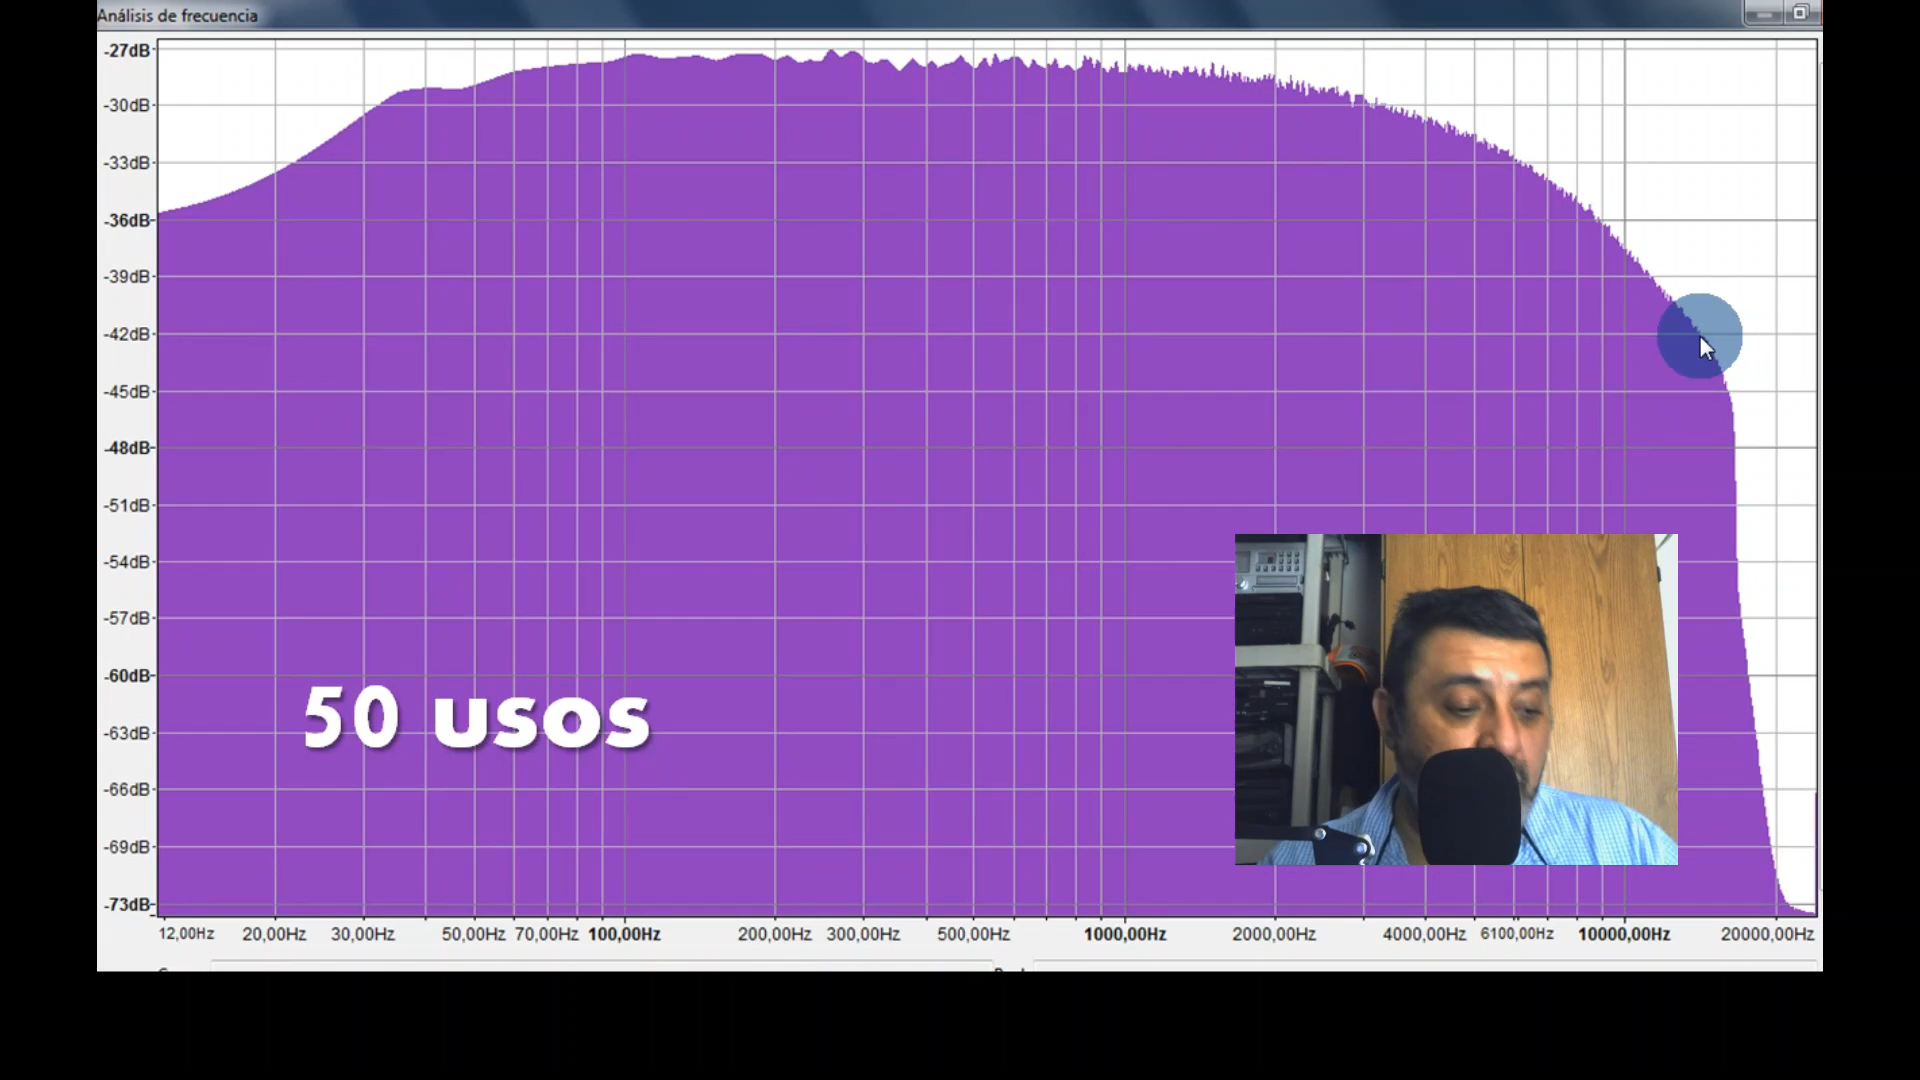 Análisis de frecuencia
-27dB
-30dB
-33dB
-36dB
-39dB
-42dB
-45dB
-48dB
-51dB
-54dB
-57dB
-60dB
-63dB
-66dB
-69dB
-73dB
50 usos
12,00Hz 20,00Hz 30,00Hz 50,00Hz 70,00Hz 100,00Hz 200,00Hz 300,00Hz 500,00Hz 1000,00Hz 2000,00Hz 4000,00Hz 6100,00Hz 10000,00Hz 20000,00Hz